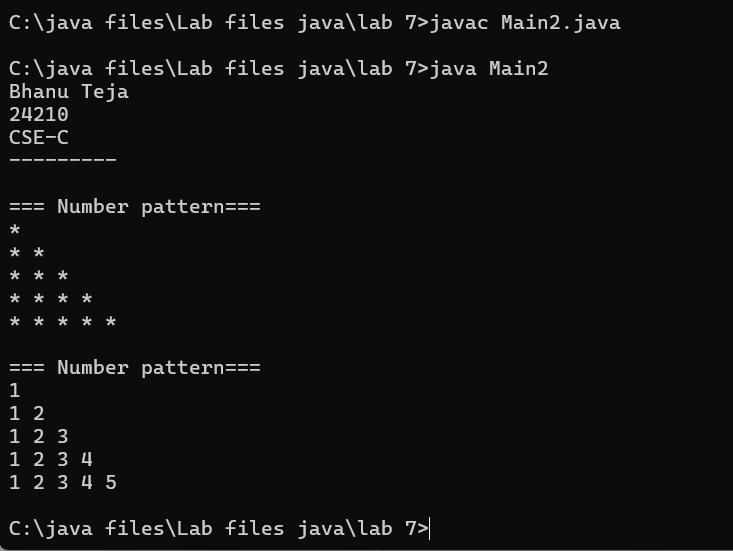 C:\java files\Lab files java\lab 7>javac Main2.java
C:\java files\Lab files java\lab 7>java Main2
Bhanu Teja
24210
CSE-C
---------
=== Number pattern===
*
* *
* * *
* * * *
* * * * *
=== Number pattern===
1
1 2
1 2 3
1 2 3 4
1 2 3 4 5
C:\java files\Lab files java\lab 7>